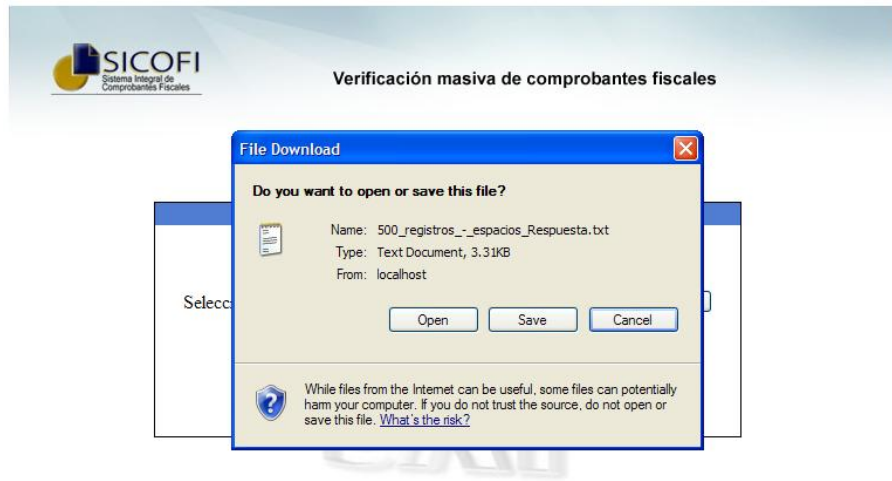 SICOFI
Sistema Integral de
Comprobantes Fiscales
Verificación masiva de comprobantes fiscales
File Download
Do you want to open or save this file?
Name: 500_registros_-_espacios_Respuesta.txt
Type: Text Document, 3.31KB
From: localhost
Selecc
Open Save Cancel
While files from the Internet can be useful, some files can potentially
harm your computer. If you do not trust the source, do not open or
save this file. What's the risk?